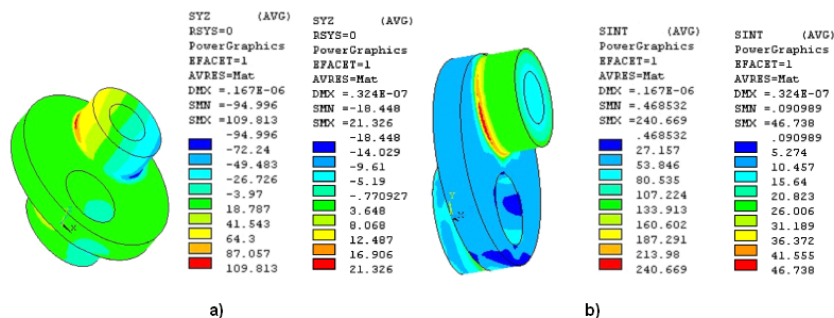 SYZ (AVG)
RSYS=0
PowerGraphics
EFACET=1
AVRES=Mat
DMX =.167E-06
SMN =-94.996
SMX =109.813
-94.996
-72.24
-49.483
-26.726
-3.97
18.787
41.543
64.3
87.057
109.813
SYZ (AVG)
RSYS=0
PowerGraphics
EFACET=1
AVRES=Mat
DMX =.324E-07
SMN =-18.448
SMX =21.326
-18.448
-14.029
-9.61
-5.19
-.770927
3.648
8.068
12.487
16.906
21.326
a)
SINT (AVG)
PowerGraphics
EFACET=1
AVRES=Mat
DMX =.167E-06
SMN =.468532
SMX =240.669
.468532
27.157
53.846
80.535
107.224
133.913
160.602
187.291
213.98
240.669
SINT (AVG)
PowerGraphics
EFACET=1
AVRES=Mat
DMX =.324E-07
SMN =.090989
SMX =46.738
.090989
5.274
10.457
15.64
20.823
26.006
31.189
36.372
41.555
46.738
b)